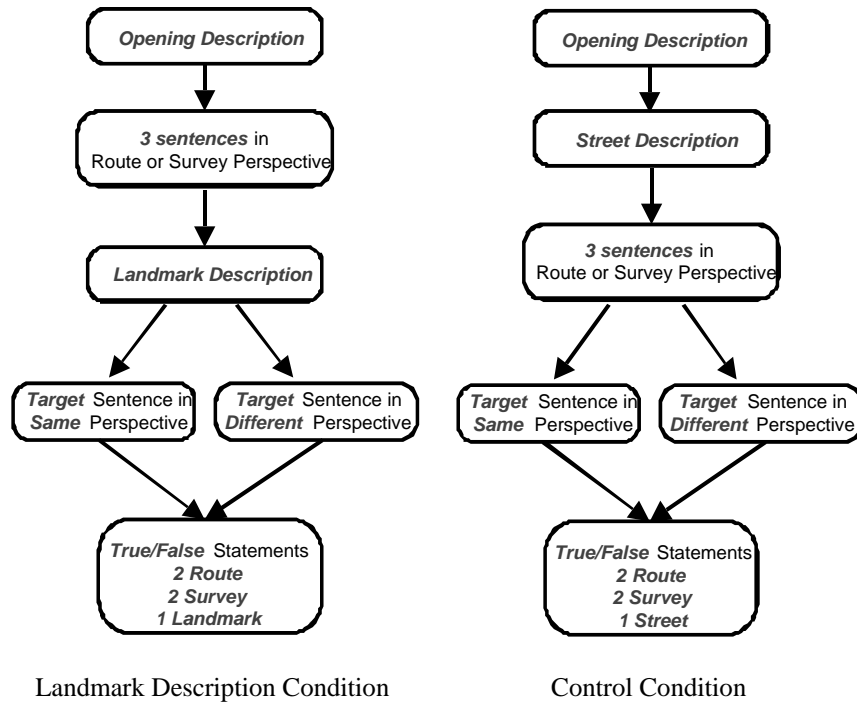 Opening Description
3 sentences in
Route or Survey Perspective
Landmark Description
Target Sentence in
Same Perspective
Target Sentence in
Different Perspective
True/False Statements
2 Route
2 Survey
1 Landmark
Landmark Description Condition
Opening Description
Street Description
3 sentences in
Route or Survey Perspective
Target Sentence in
Same Perspective
Target Sentence in
Different Perspective
True/False Statements
2 Route
2 Survey
1 Street
Control Condition